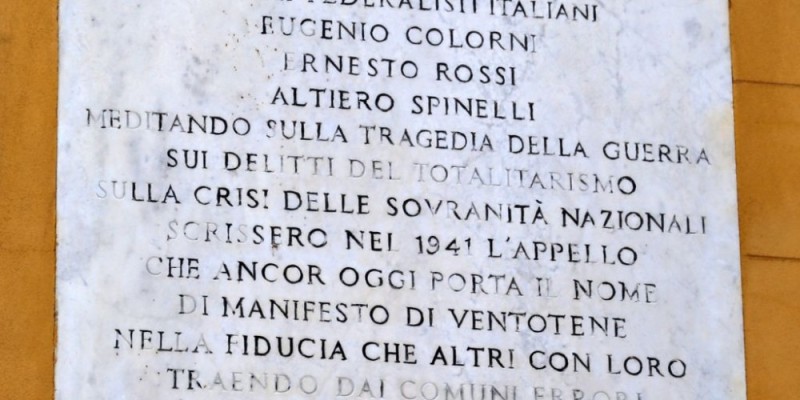 FEDERALISTI ITALIANI
EUGENIO COLORNI
ERNESTO ROSSI
ALTIERO SPINELLI
MEDITANDO SULLA TRAGEDIA DELLA GUERRA
SUI DELITTI DEL TOTALITARISMO
SULLA CRISI DELLE SOVRANITÀ NAZIONALI
SCRISSERO NEL 1941 L'APPELLO
CHE ANCOR OGGI PORTA IL NOME
DI MANIFESTO DI VENTOTENE
NELLA FIDUCIA CHE ALTRI CON LORO
TRAENDO DAI COMUNI ERRORI